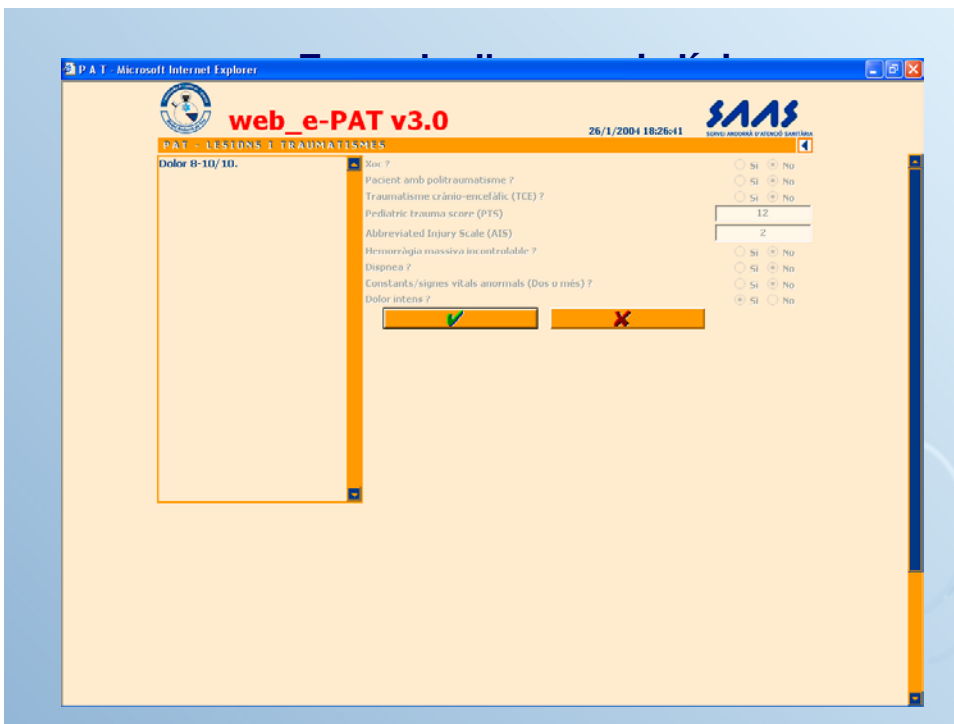 P A T - Microsoft Internet Explorer
web_e-PAT v3.0
26/1/2004 18:26:41
SAAS
SERVEI ANDORRÀ D'ATENCIÓ SANITÀRIA
PAT - LESIONS I TRAUMATISMES
Dolor 8-10/10.
Xoc ? Sí No
Pacient amb politraumatisme ? Sí No
Traumatisme crànio-encefàlic (TCE) ? Sí No
Pediatric trauma score (PTS) 12
Abbreviated Injury Scale (AIS) 2
Hemorràgia massiva incontrolable ? Sí No
Dispnea ? Sí No
Constants/signes vitals anormals (Dos o més) ? Sí No
Dolor intens ? Sí No